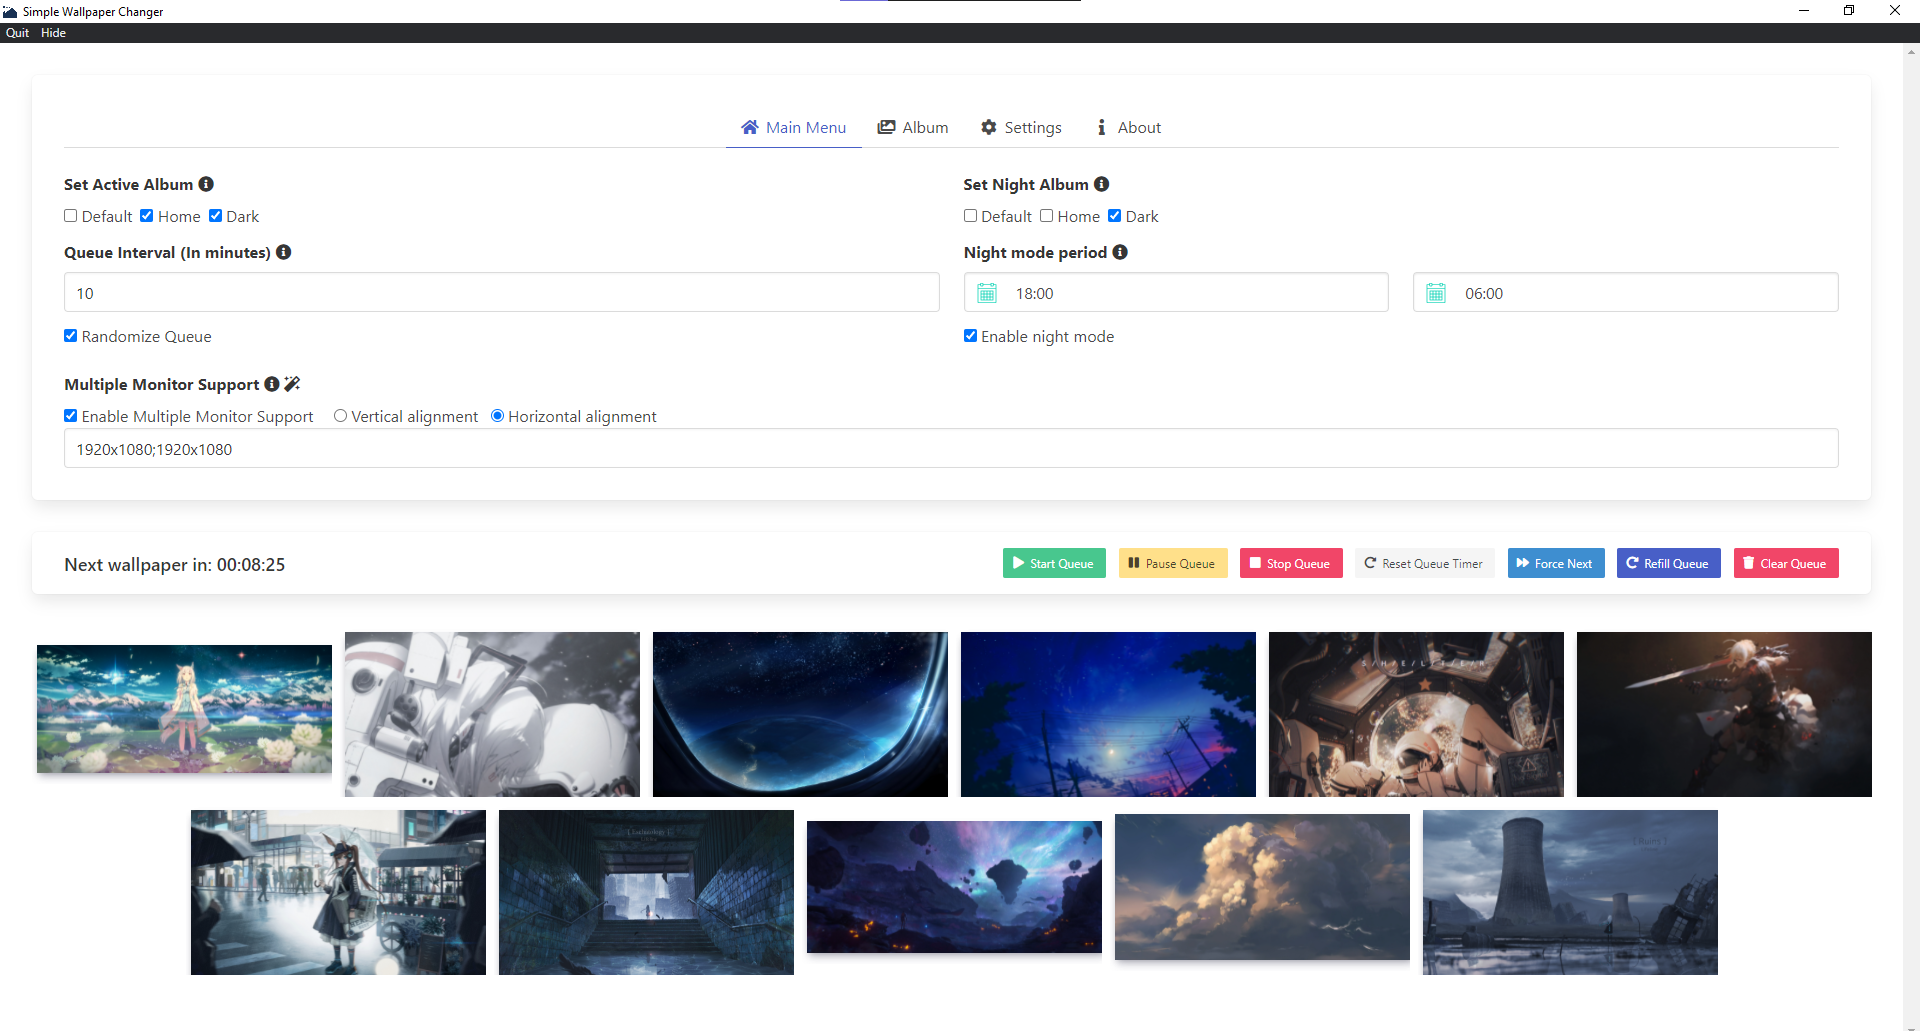 Simple Wallpaper Changer
Quit Hide
Main Menu Album Settings About
Set Active Album
Default Home Dark
Set Night Album
Default Home Dark
Queue Interval (In minutes)
10
Night mode period
18:00 06:00
Randomize Queue
Enable night mode
Multiple Monitor Support
Enable Multiple Monitor Support Vertical alignment Horizontal alignment
1920x1080;1920x1080
Next wallpaper in: 00:08:25
Start Queue Pause Queue Stop Queue Reset Queue Timer Force Next Refill Queue Clear Queue
S/H/E/L/T/E/R